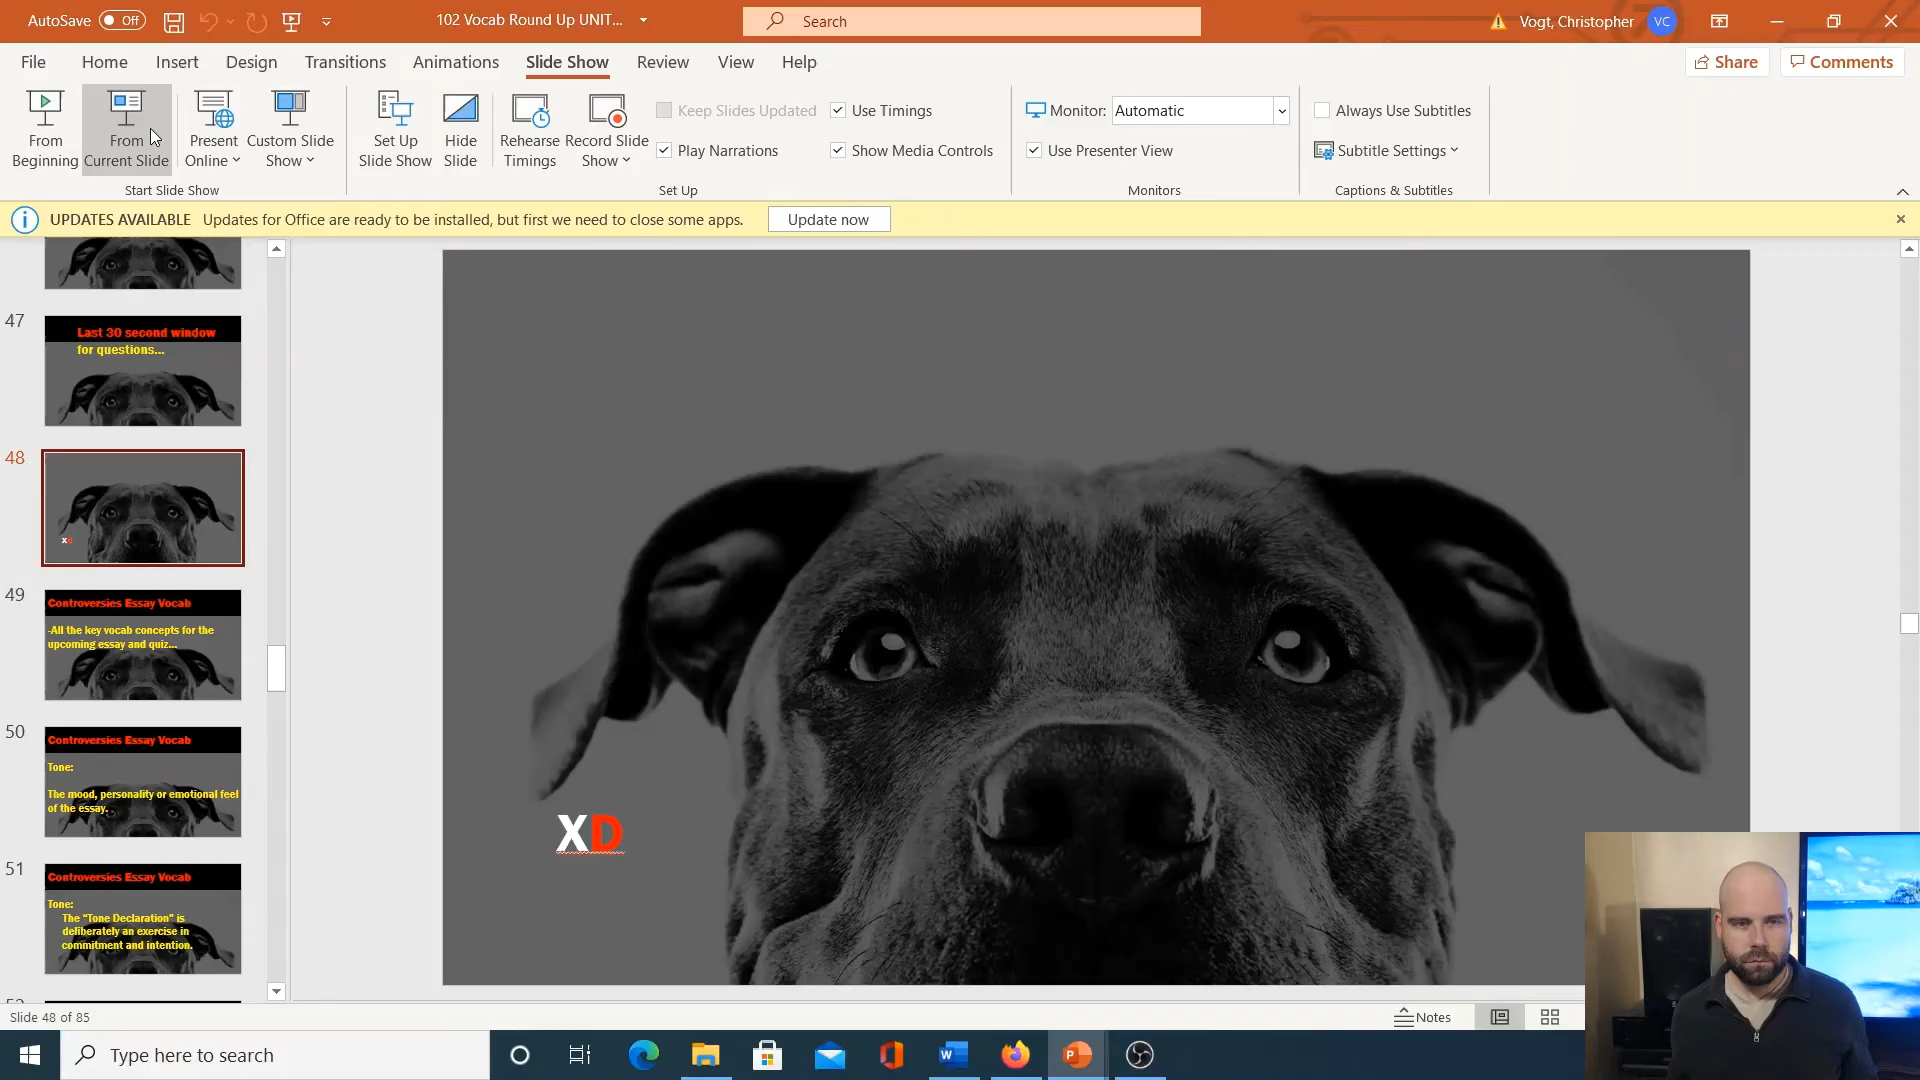 AutoSave Off
102 Vocab Round Up UNIT...
Search
Vogt, Christopher
VC
File
Home
Insert
Design
Transitions
Animations
Slide Show
Review
View
Help
Share
Comments
From Beginning
From Current Slide
Present Online
Custom Slide Show
Set Up Slide Show
Hide Slide
Rehearse Timings
Record Slide Show
Keep Slides Updated
Use Timings
Play Narrations
Show Media Controls
Monitor: Automatic
Use Presenter View
Always Use Subtitles
Subtitle Settings
Start Slide Show
Set Up
Monitors
Captions & Subtitles
UPDATES AVAILABLE Updates for Office are ready to be installed, but first we need to close some apps.
Update now
47
Last 30 second window
for questions...
48
XD
49
Controversies Essay Vocab
-All the key vocab concepts for the
upcoming essay and quiz...
50
Controversies Essay Vocab
Tone:
The mood, personality or emotional feel
of the essay.
51
Controversies Essay Vocab
Tone:
The "Tone Declaration" is
deliberately an exercise in
commitment and intention.
XD
Slide 48 of 85
Notes
Type here to search